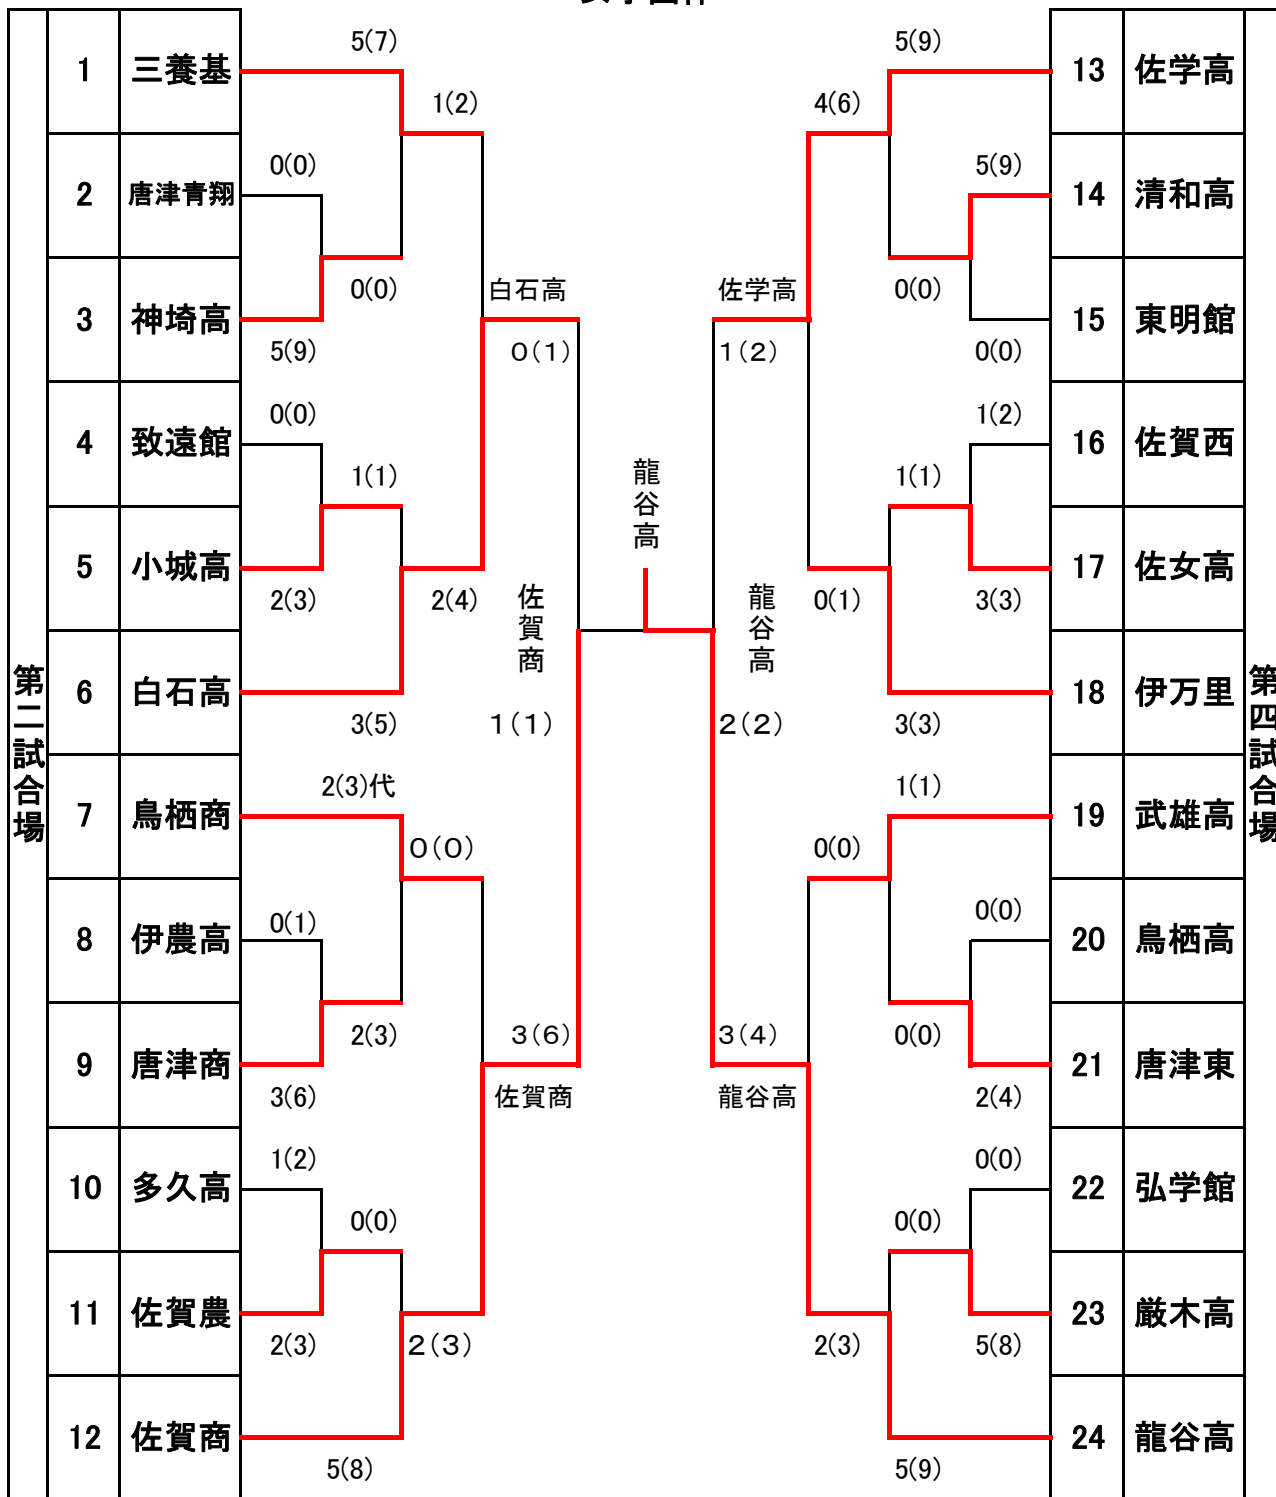 5(7)
5(9)
1 三養基
13 佐学高
1(2)
4(6)
0(0)
5(9)
2 唐津青翔
14 清和高
白石高
佐学高
0(0)
0(0)
3 神埼高
15 東明館
5(9)
0(1)
1(2)
0(0)
0(0)
1(2)
4 致遠館
16 佐賀西
1(1)
龍谷高
1(1)
5 小城高
17 佐女高
2(3)
2(4)
佐賀商
龍谷高
0(1)
3(3)
第二試合場
6 白石高
18 伊万里
第四試合場
3(5)
1(1)
2(2)
3(3)
2(3)代
1(1)
7 鳥栖商
19 武雄高
0(0)
0(0)
0(1)
0(0)
8 伊農高
20 鳥栖高
2(3)
3(6)
3(4)
0(0)
9 唐津商
21 唐津東
3(6)
佐賀商
龍谷高
2(4)
1(2)
0(0)
10 多久高
22 弘学館
0(0)
0(0)
11 佐賀農
23 厳木高
2(3)
2(3)
2(3)
5(8)
12 佐賀商
24 龍谷高
5(8)
5(9)